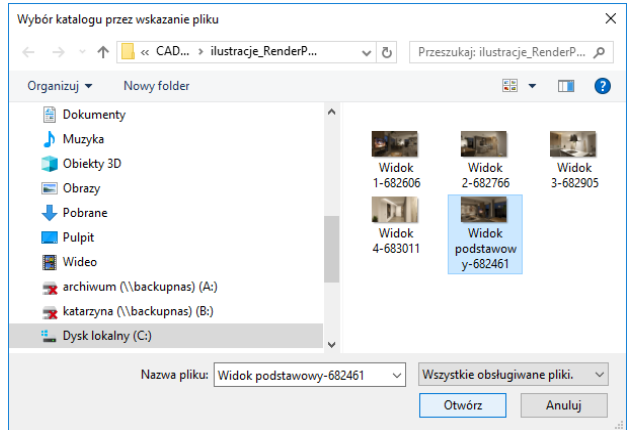 Wybór katalogu przez wskazanie pliku
« CAD... › ilustracje_RenderP...
Przeszukaj: ilustracje_RenderP...
Organizuj
Nowy folder
Dokumenty
Muzyka
Obiekty 3D
Obrazy
Pobrane
Pulpit
Wideo
archiwum (\\backupnas) (A:)
katarzyna (\\backupnas) (B:)
Dysk lokalny (C:)
Widok
1-682606
Widok
2-682766
Widok
3-682905
Widok
4-683011
Widok
podstawow
y-682461
Nazwa pliku: Widok podstawowy-682461
Wszystkie obsługiwane pliki.
Otwórz
Anuluj